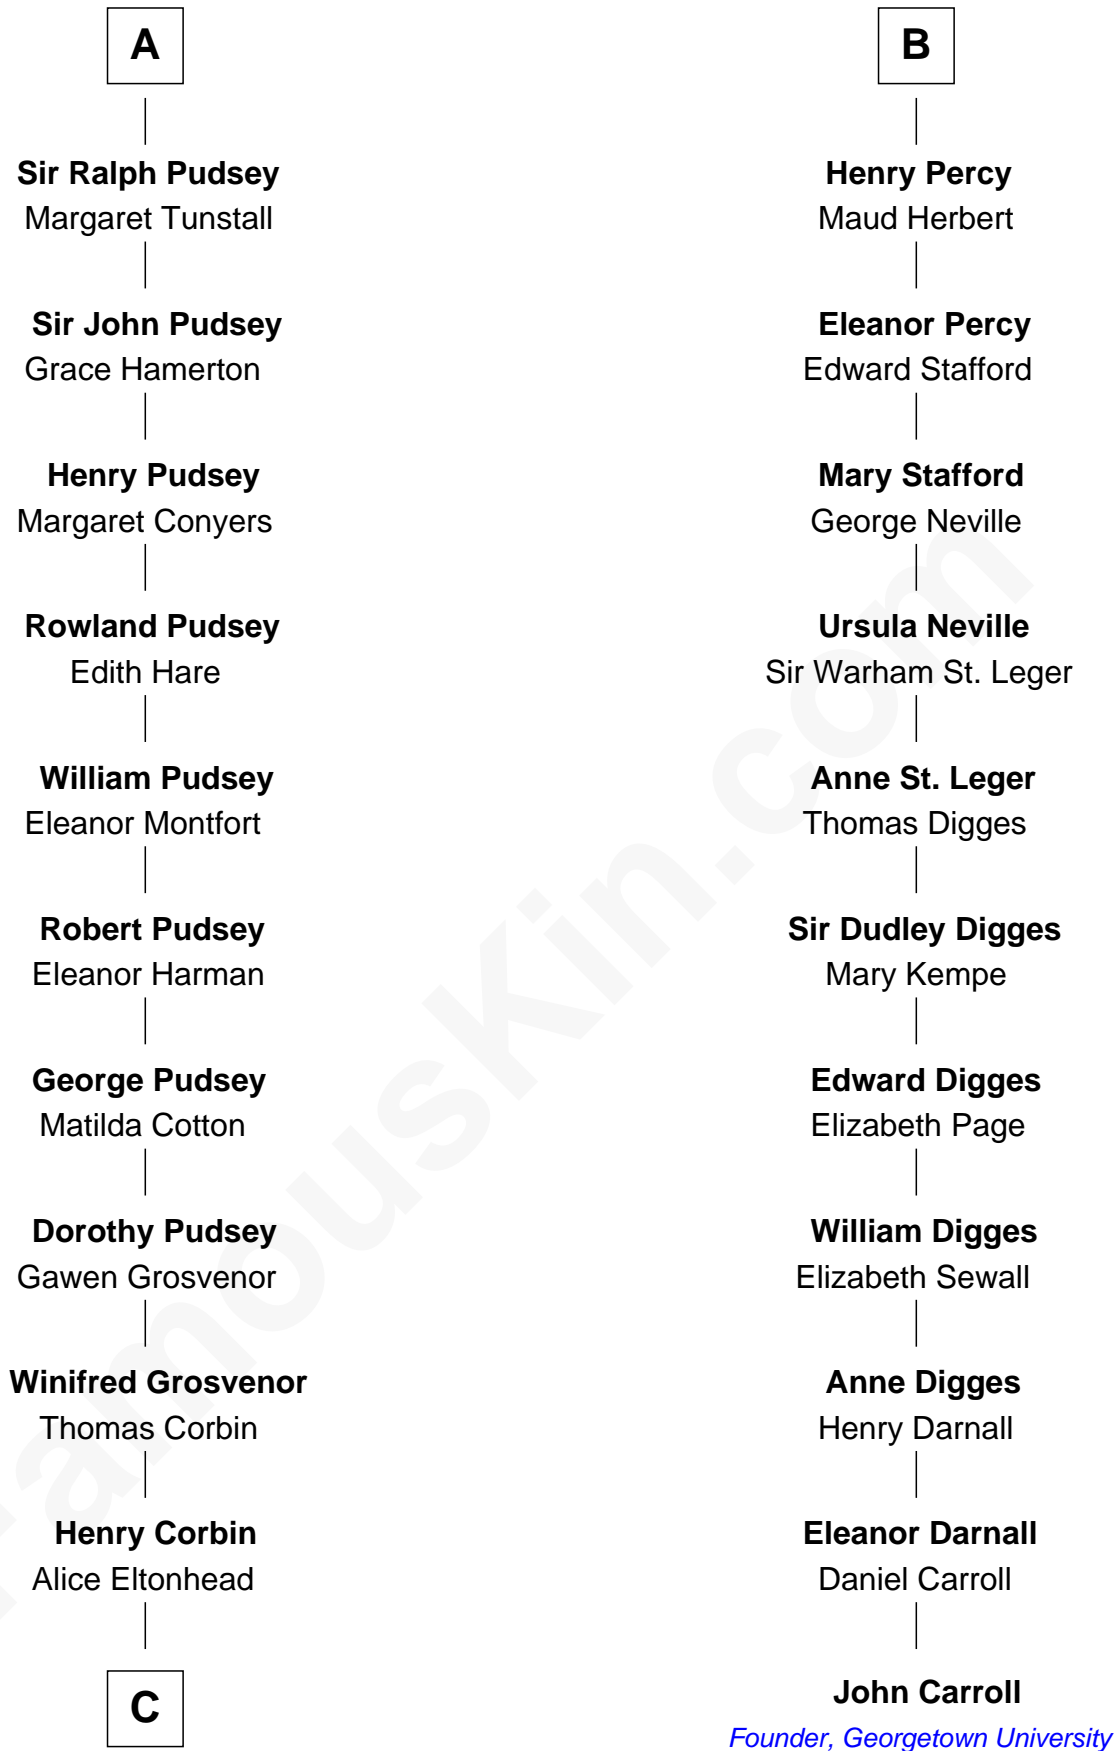 A
Sir Ralph Pudsey
Margaret Tunstall
Sir John Pudsey
Grace Hamerton
Henry Pudsey
Margaret Conyers
Rowland Pudsey
Edith Hare
William Pudsey
Eleanor Montfort
Robert Pudsey
Eleanor Harman
George Pudsey
Matilda Cotton
Dorothy Pudsey
Gawen Grosvenor
Winifred Grosvenor
Thomas Corbin
Henry Corbin
Alice Eltonhead
C
B
Henry Percy
Maud Herbert
Eleanor Percy
Edward Stafford
Mary Stafford
George Neville
Ursula Neville
Sir Warham St. Leger
Anne St. Leger
Thomas Digges
Sir Dudley Digges
Mary Kempe
Edward Digges
Elizabeth Page
William Digges
Elizabeth Sewall
Anne Digges
Henry Darnall
Eleanor Darnall
Daniel Carroll
John Carroll
Founder, Georgetown University
FamousKin.com